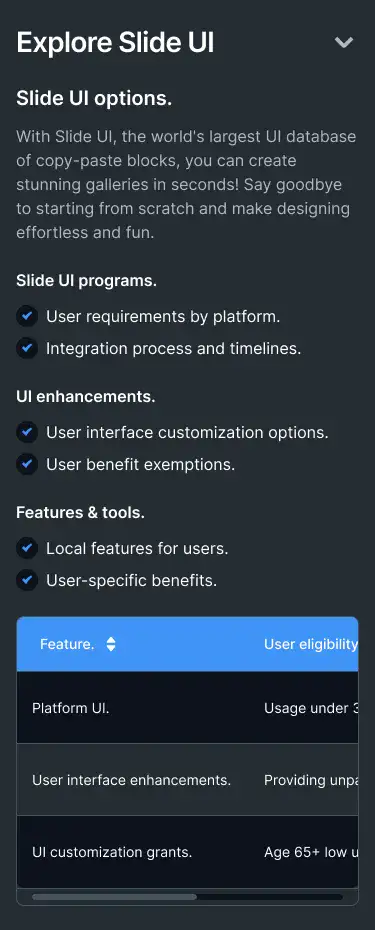 Explore Slide UI
Slide UI options.
With Slide UI, the world's largest UI database
of copy-paste blocks, you can create
stunning galleries in seconds! Say goodbye
to starting from scratch and make designing
effortless and fun.
Slide UI programs.
User requirements by platform.
Integration process and timelines.
UI enhancements.
User interface customization options.
User benefit exemptions.
Features & tools.
Local features for users.
User-specific benefits.
Feature. User eligibility
Platform UI. Usage under
User interface enhancements. Providing
UI customization grants. Age 65+ low